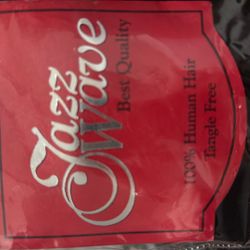 Jazz
Wave
Best Quality
100% Human Hair
Tangle Free